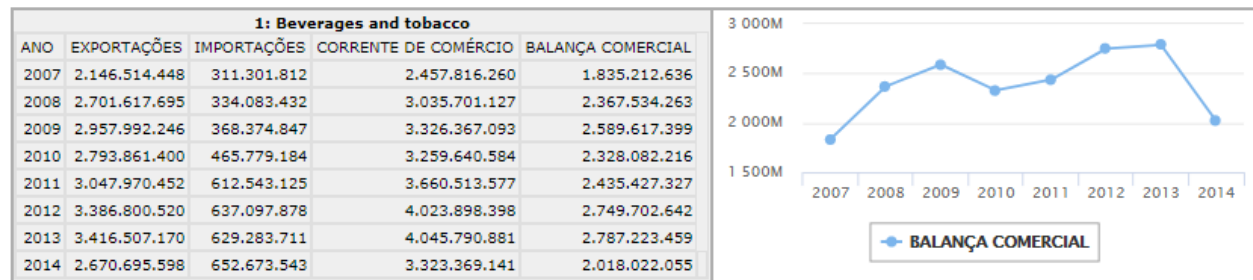 1: Beverages and tobacco
ANO EXPORTAÇÕES IMPORTAÇÕES CORRENTE DE COMÉRCIO BALANÇA COMERCIAL
2007 2.146.514.448 311.301.812 2.457.816.260 1.835.212.636
2008 2.701.617.695 334.083.432 3.035.701.127 2.367.534.263
2009 2.957.992.246 368.374.847 3.326.367.093 2.589.617.399
2010 2.793.861.400 465.779.184 3.259.640.584 2.328.082.216
2011 3.047.970.452 612.543.125 3.660.513.577 2.435.427.327
2012 3.386.800.520 637.097.878 4.023.898.398 2.749.702.642
2013 3.416.507.170 629.283.711 4.045.790.881 2.787.223.459
2014 2.670.695.598 652.673.543 3.323.369.141 2.018.022.055
3 000M
2 500M
2 000M
1 500M
2007 2008 2009 2010 2011 2012 2013 2014
BALANÇA COMERCIAL